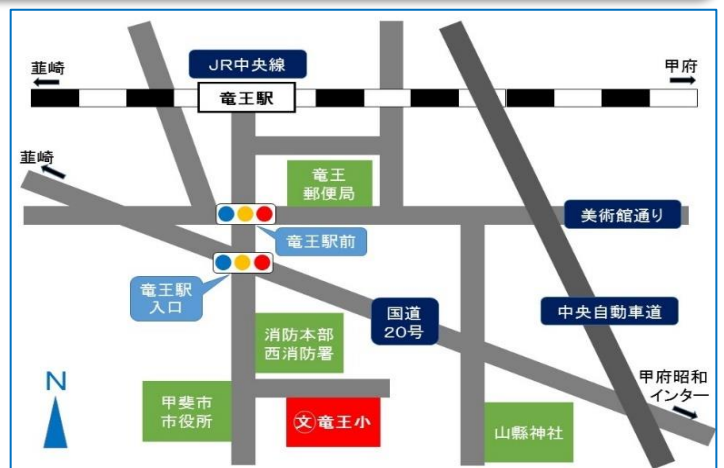 JR中央線
韮崎
甲府
竜王駅
韮崎
竜王
郵便局
美術館通り
竜王駅前
竜王駅
入口
国道
20号
中央自動車道
消防本部
西消防署
N
甲府昭和
インター
甲斐市
市役所
文竜王小
山縣神社